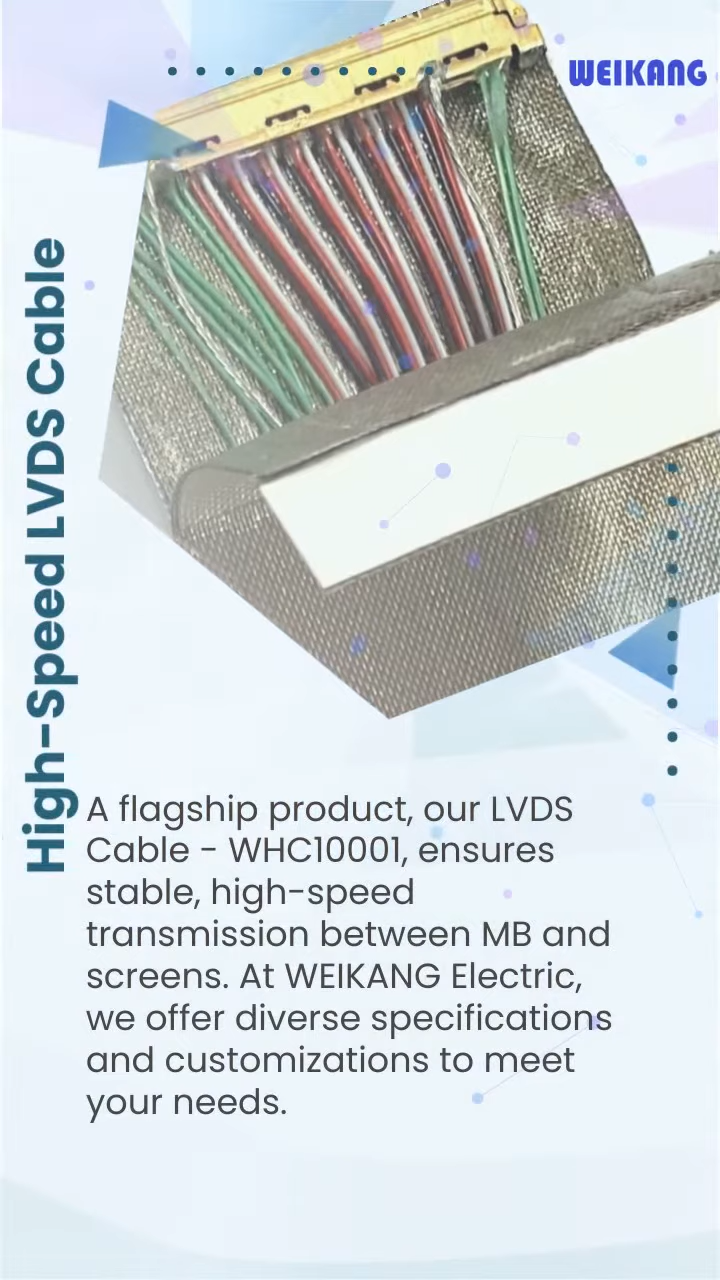 WEIKANG
High-Speed LVDS Cable
A flagship product, our LVDS
Cable - WHC10001, ensures
stable, high-speed
transmission between MB and
screens. At WEIKANG Electric,
we offer diverse specifications
and customizations to meet
your needs.